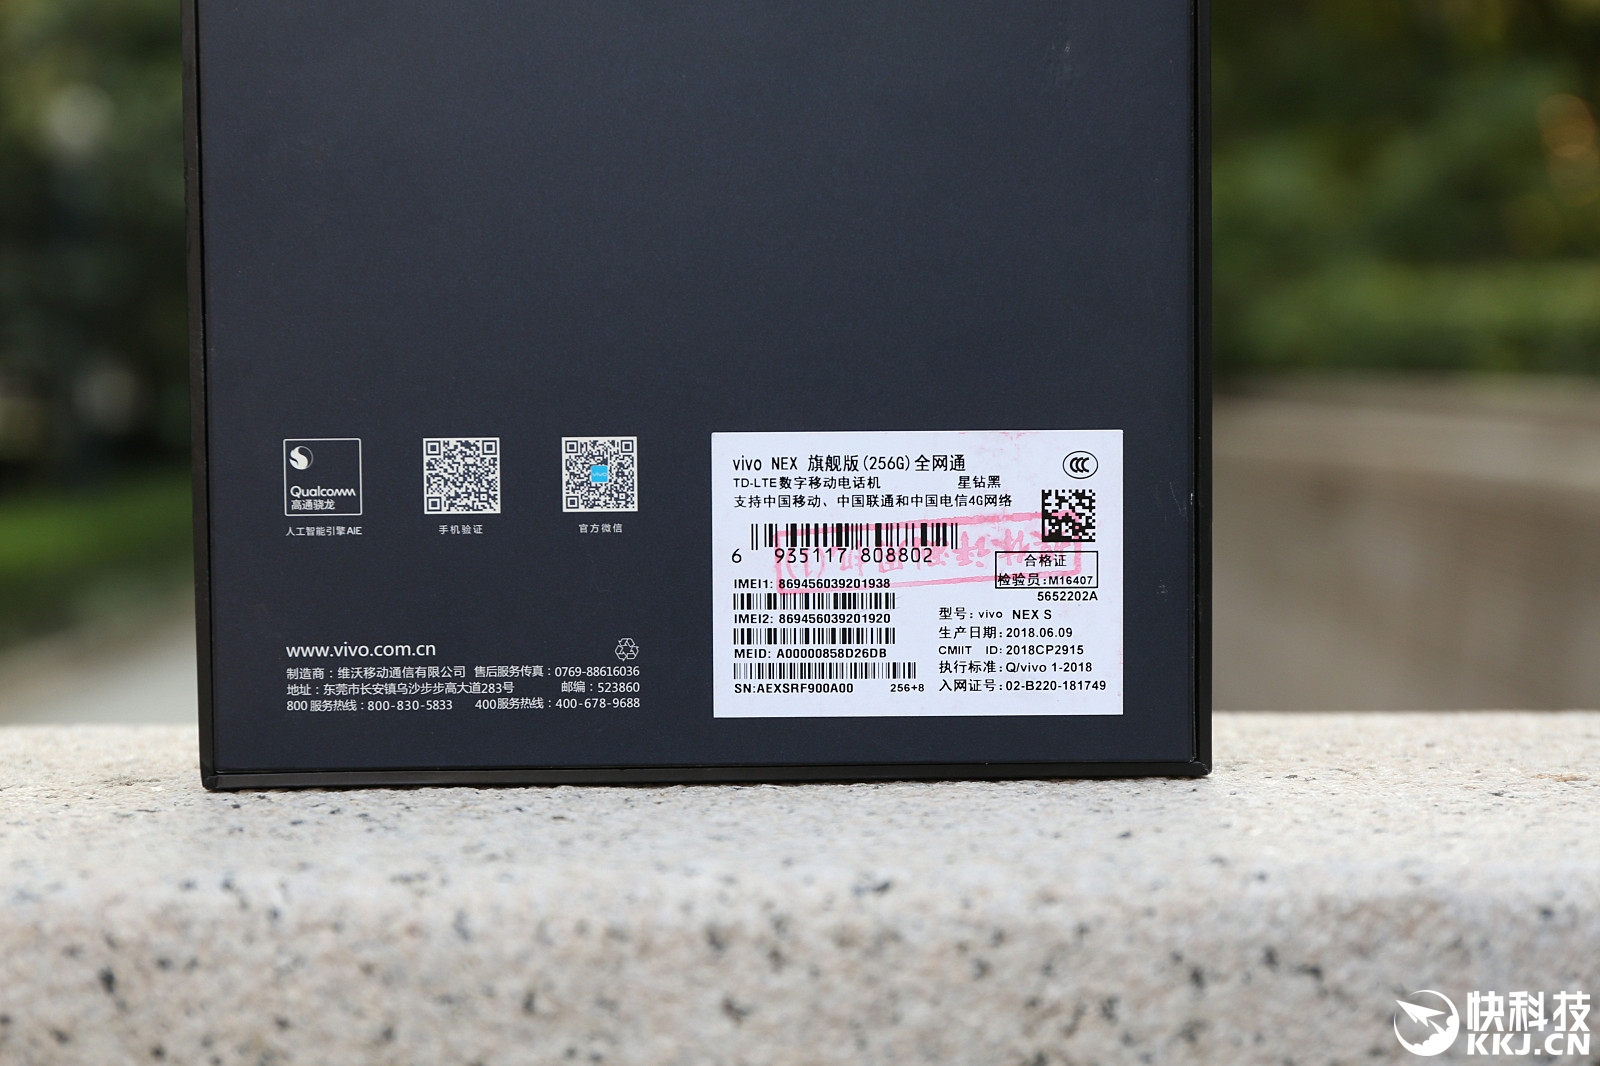 Qualcomm
高通骁龙
人工智能引擎AIE
手机验证
vivo
官方微信
www.vivo.com.cn
制造商：维沃移动通信有限公司 售后服务传真：0769-88616036
地址：东莞市长安镇乌沙步步高大道283号 邮编：523860
800服务热线：800-830-5833 400服务热线：400-678-9688
vivo NEX 旗舰版(256G)全网通
TD-LTE数字移动电话机 星钻黑
支持中国移动、中国联通和中国电信4G网络
CCC
6 935117 808802
合格证
检验员:M16407
5652202A
IMEI1: 869456039201938
IMEI2: 869456039201920
MEID: A00000858D26DB
SN:AEXSRF900A00 256+8
型号: vivo NEX S
生产日期: 2018.06.09
CMIIT ID: 2018CP2915
执行标准: Q/vivo 1-2018
入网证号: 02-B220-181749
快科技
KKJ.CN